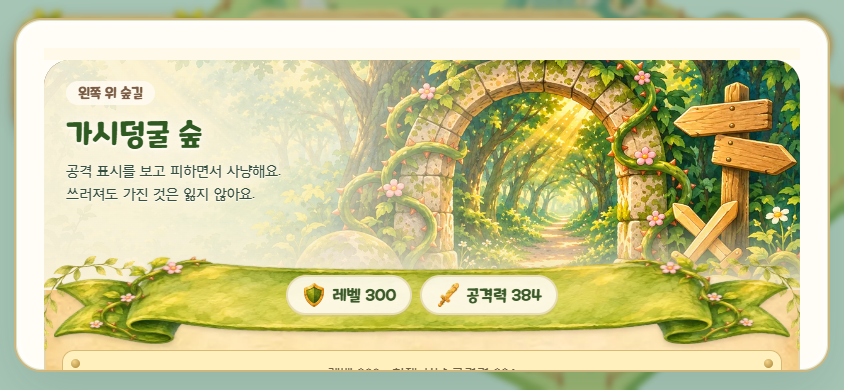 왼쪽 위 숲길
가시덩굴 숲
공격 표시를 보고 피하면서 사냥해요.
쓰러져도 가진 것은 잃지 않아요.
레벨 300
공격력 384